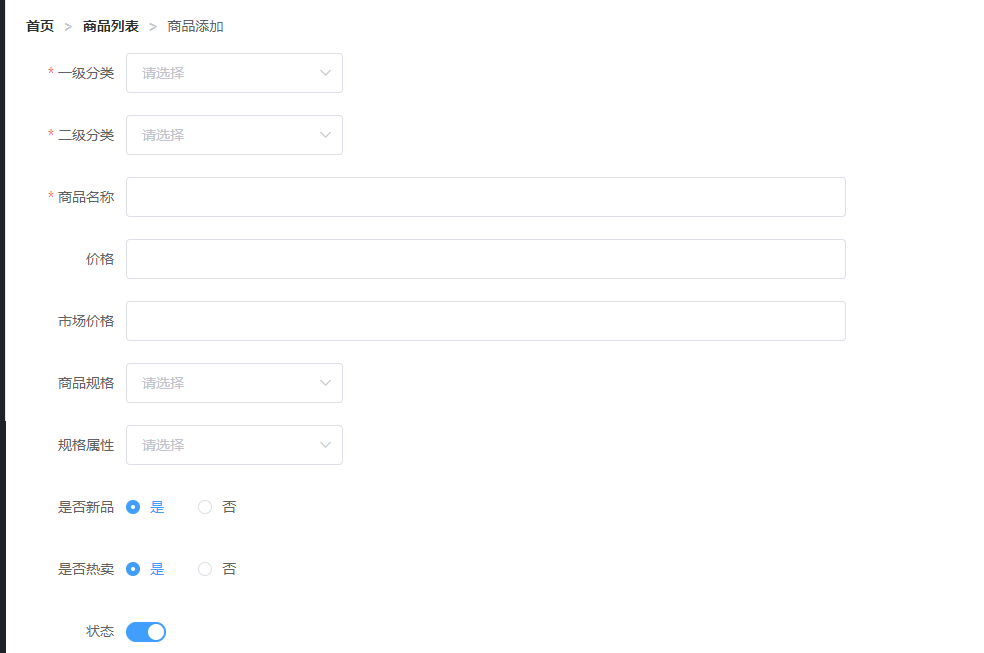 首页 > 商品列表 > 商品添加
* 一级分类 请选择
* 二级分类 请选择
* 商品名称
价格
市场价格
商品规格 请选择
规格属性 请选择
是否新品 是 否
是否热卖 是 否
状态